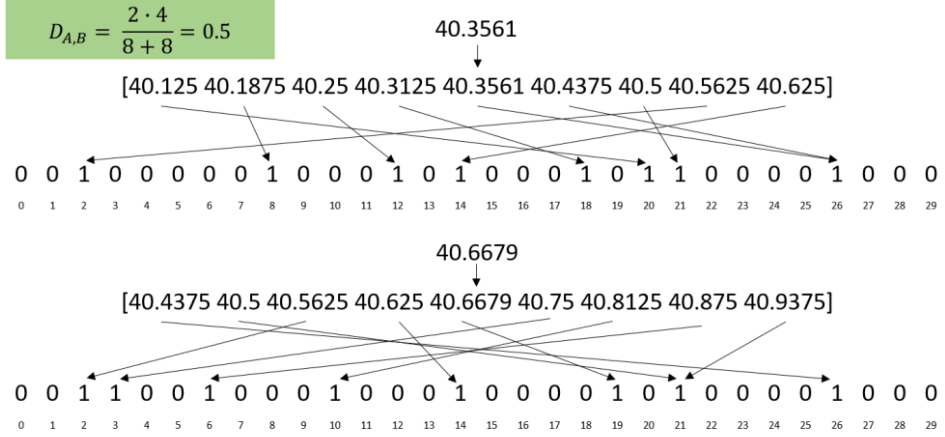 D_{A,B} = \frac{2 \cdot 4}{8 + 8} = 0.5
40.3561
[40.125 40.1875 40.25 40.3125 40.3561 40.4375 40.5 40.5625 40.625]
0 0 1 0 0 0 0 0 1 0 0 0 1 0 1 0 0 0 1 0 1 1 0 0 0 0 1 0 0 0
0 1 2 3 4 5 6 7 8 9 10 11 12 13 14 15 16 17 18 19 20 21 22 23 24 25 26 27 28 29
40.6679
[40.4375 40.5 40.5625 40.625 40.6679 40.75 40.8125 40.875 40.9375]
0 0 1 1 0 0 1 0 0 0 1 0 0 0 1 0 0 0 0 1 0 1 0 0 0 0 1 0 0 0
0 1 2 3 4 5 6 7 8 9 10 11 12 13 14 15 16 17 18 19 20 21 22 23 24 25 26 27 28 29